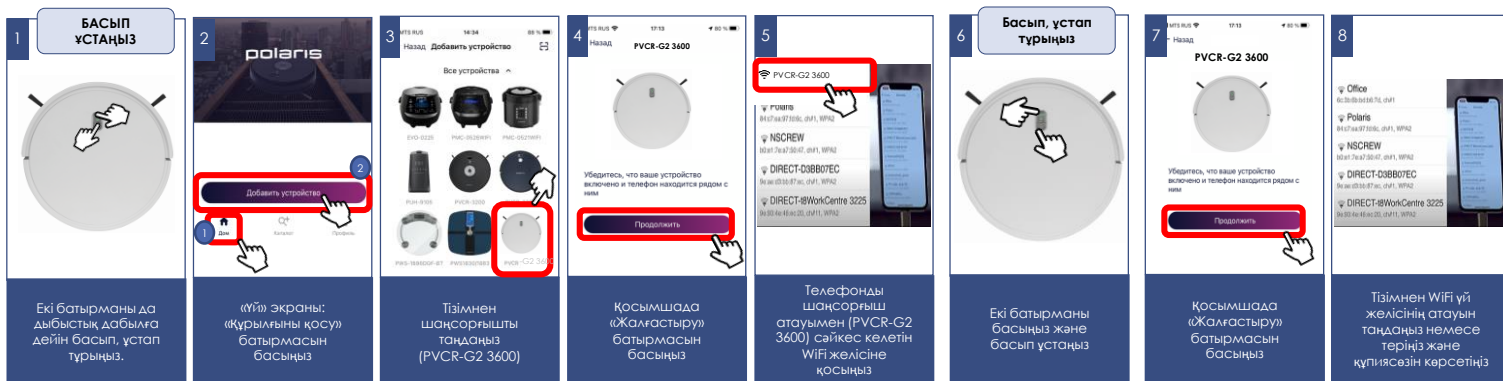 1
БАСЫП
ҰСТАҢЫЗ
Екі батырманы да
дыбыстық дабылға
дейін басып, ұстап
тұрыңыз.
2
polaris
2
Добавить устройство
1
Дом
Каталог
Профиль
«Үй» экраны:
«Құрылғыны қосу»
батырмасын
басыңыз
3
MTS RUS 14:34
Назад Добавить устройство
Все устройства
EVO-0225 PMC-0526WIFI PMC-0521WIFI
PVCR-3200
PVCR-G2 3600
Тізімнен
шаңсорғышты
таңдаңыз
(PVCR-G2 3600)
4
MTS RUS 17:13 80 %
Назад
PVCR-G2 3600
Убедитесь, что ваше устройство
включено и телефон находится рядом с
ним
Продолжить
Қосымшада
«Жалғастыру»
батырмасын
басыңыз
5
PVCR-G2 3600
Polaris
NSCREW
DIRECT-D3BB07EC
DIRECT-t8WorkCentre 3225
Телефонды
шаңсорғыш
атауымен (PVCR-G2
3600) сәйкес келетін
WiFi желісіне
қосыңыз
6
Басып, ұстап
тұрыңыз
Екі батырманы
басыңыз және
басып ұстаңыз
7
MTS RUS 17:13 80 %
Назад
PVCR-G2 3600
Убедитесь, что ваше устройство
включено и телефон находится рядом с
ним
Продолжить
Қосымшада
«Жалғастыру»
батырмасын
басыңыз
8
Office
Polaris
NSCREW
DIRECT-D3BB07EC
DIRECT-t8WorkCentre 3225
Тізімнен WiFi үй
желісінің атауын
таңдаңыз немесе
теріңіз және
құпиясөзін көрсетіңіз